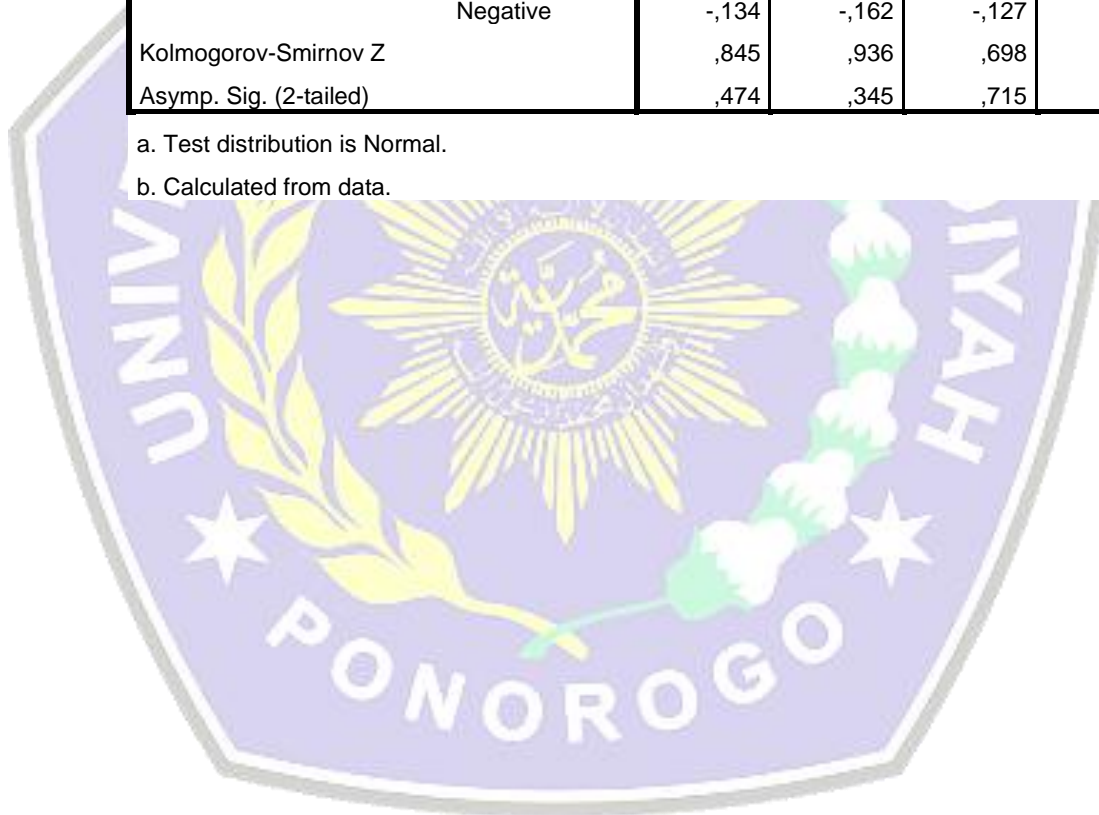 Negative -,134 -,162 -,127
Kolmogorov-Smirnov Z ,845 ,936 ,698
Asymp. Sig. (2-tailed) ,474 ,345 ,715
a. Test distribution is Normal.
b. Calculated from data.
محمدية
PONOROGO